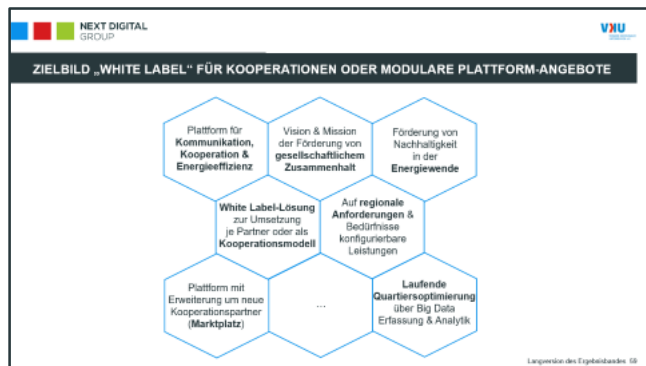 NEXT DIGITAL
GROUP
VKU
ZIELBILD „WHITE LABEL“ FÜR KOOPERATIONEN ODER MODULARE PLATTFORM-ANGEBOTE
Plattform für
Kommunikation,
Kooperation &
Energieeffizienz
Vision & Mission
der Förderung von
gesellschaftlichem
Zusammenhalt
Förderung von
Nachhaltigkeit
in der
Energiewende
White Label-Lösung
zur Umsetzung
je Partner oder als
Kooperationsmodell
Auf regionale
Anforderungen &
Bedürfnisse
konfigurierbare
Leistungen
Plattform mit
Erweiterung um neue
Kooperationspartner
(Marktplatz)
...
Laufende
Quartiersoptimierung
über Big Data
Erfassung & Analytik
Langversion des Ergebnisbandes 59